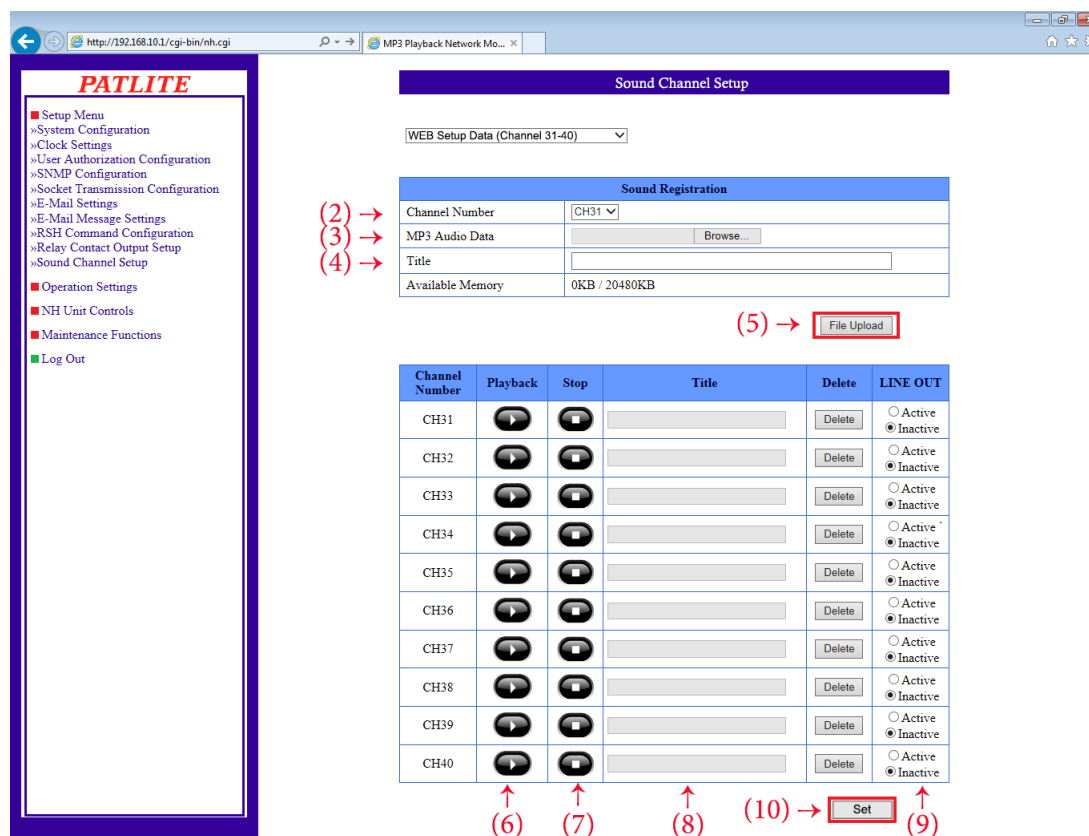 http://192.168.10.1/cgi-bin/nh.cgi
MP3 Playback Network Mo...
PATLITE
Setup Menu
»System Configuration
»Clock Settings
»User Authorization Configuration
»SNMP Configuration
»Socket Transmission Configuration
»E-Mail Settings
»E-Mail Message Settings
»RSH Command Configuration
»Relay Contact Output Setup
»Sound Channel Setup
Operation Settings
NH Unit Controls
Maintenance Functions
Log Out
Sound Channel Setup
WEB Setup Data (Channel 31-40)
Sound Registration
(2) → Channel Number CH31
(3) → MP3 Audio Data Browse...
(4) → Title
Available Memory 0KB / 20480KB
(5) → File Upload
Channel Number Playback Stop Title Delete LINE OUT
CH31 Delete Active
Inactive
CH32 Delete Active
Inactive
CH33 Delete Active
Inactive
CH34 Delete Active
Inactive
CH35 Delete Active
Inactive
CH36 Delete Active
Inactive
CH37 Delete Active
Inactive
CH38 Delete Active
Inactive
CH39 Delete Active
Inactive
CH40 Delete Active
Inactive
(6) (7) (8) (10) → Set (9)